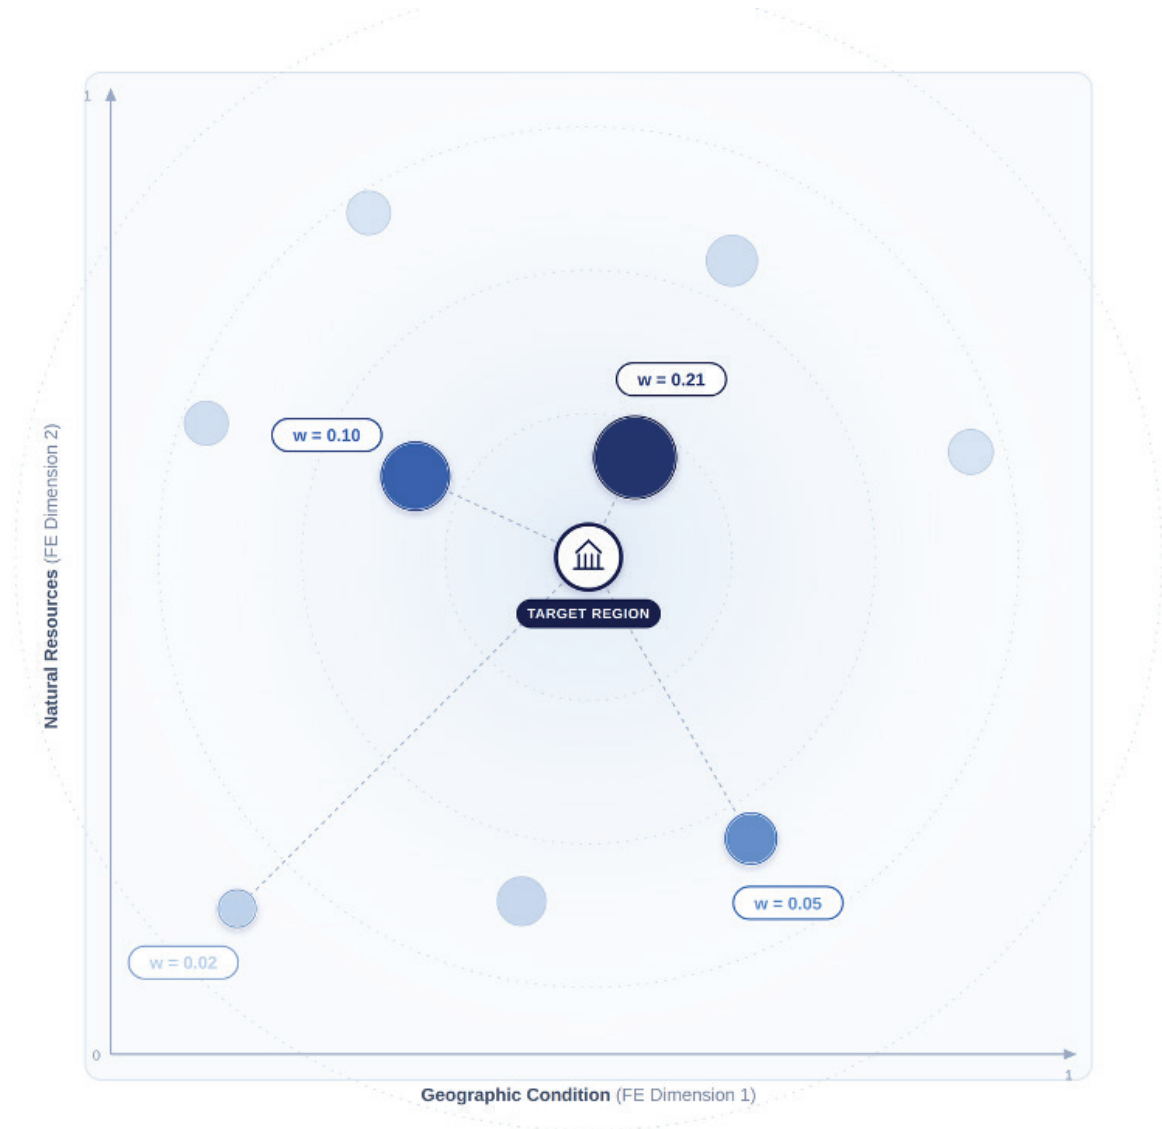 1
w = 0.21
w = 0.10
TARGET REGION
Natural Resources (FE Dimension 2)
w = 0.05
w = 0.02
0
1
Geographic Condition (FE Dimension 1)